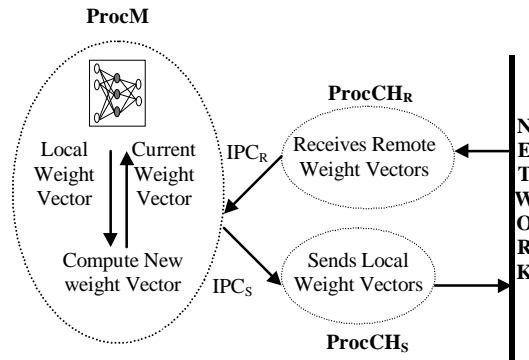 ProcM
Local
Weight
Vector
Current
Weight
Vector
Compute New
weight Vector
IPC_R
IPC_S
ProcCH_R
Receives Remote
Weight Vectors
Sends Local
Weight Vectors
ProcCH_S
NETWORK